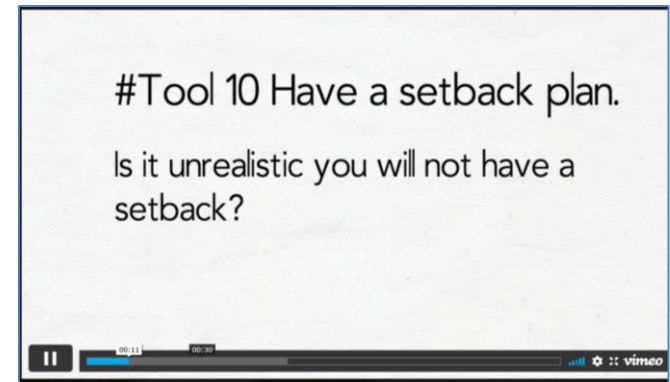 #Tool 10 Have a setback plan.
Is it unrealistic you will not have a
setback?
00:11 00:30
vimeo